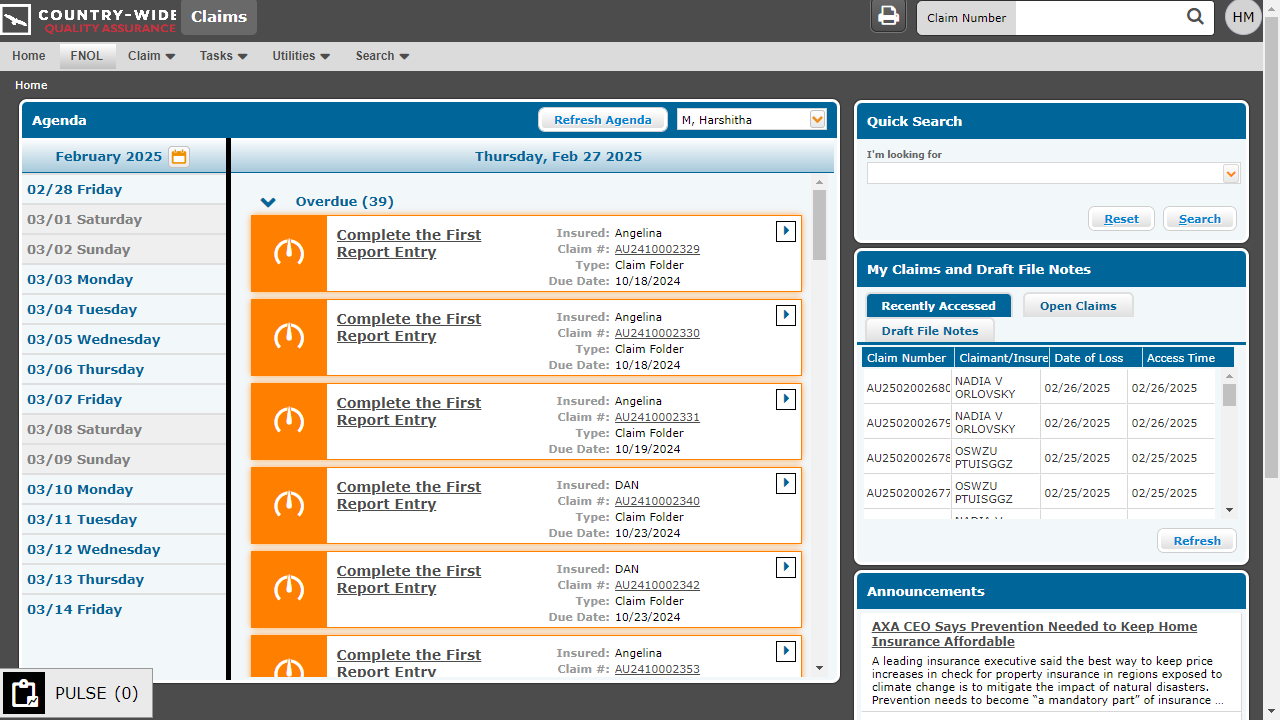 COUNTRY-WIDE
QUALITY ASSURANCE
Claims
Claim Number
HM
Home
FNOL
Claim
Tasks
Utilities
Search
Home
Agenda
Refresh Agenda
M, Harshitha
February 2025
Thursday, Feb 27 2025
02/28 Friday
03/01 Saturday
03/02 Sunday
03/03 Monday
03/04 Tuesday
03/05 Wednesday
03/06 Thursday
03/07 Friday
03/08 Saturday
03/09 Sunday
03/10 Monday
03/11 Tuesday
03/12 Wednesday
03/13 Thursday
03/14 Friday
Overdue (39)
Complete the First
Report Entry
Insured: Angelina
Claim #: AU2410002329
Type: Claim Folder
Due Date: 10/18/2024
Complete the First
Report Entry
Insured: Angelina
Claim #: AU2410002330
Type: Claim Folder
Due Date: 10/18/2024
Complete the First
Report Entry
Insured: Angelina
Claim #: AU2410002331
Type: Claim Folder
Due Date: 10/19/2024
Complete the First
Report Entry
Insured: DAN
Claim #: AU2410002340
Type: Claim Folder
Due Date: 10/23/2024
Complete the First
Report Entry
Insured: DAN
Claim #: AU2410002342
Type: Claim Folder
Due Date: 10/23/2024
Complete the First
Report Entry
Insured: Angelina
Claim #: AU2410002353
PULSE (0)
Quick Search
I'm looking for
Reset
Search
My Claims and Draft File Notes
Recently Accessed
Open Claims
Draft File Notes
Claim Number Claimant/Insure Date of Loss Access Time
AU2502002680 NADIA V ORLOVSKY 02/26/2025 02/26/2025
AU2502002679 NADIA V ORLOVSKY 02/26/2025 02/26/2025
AU2502002678 OSWZU PTUISGGZ 02/25/2025 02/25/2025
AU2502002677 OSWZU PTUISGGZ 02/25/2025 02/25/2025
NADIA V
Refresh
Announcements
AXA CEO Says Prevention Needed to Keep Home
Insurance Affordable
A leading insurance executive said the best way to keep price
increases in check for property insurance in regions exposed to
climate change is to mitigate the impact of natural disasters.
Prevention needs to become “a mandatory part” of insurance ...